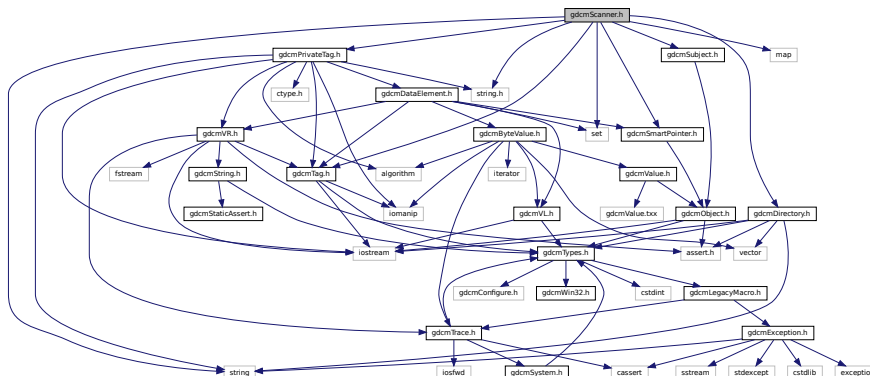 gdcmScanner.h
gdcmPrivateTag.h
gdcmSubject.h
map
ctype.h
gdcmDataElement.h
string.h
gdcmVR.h
gdcmByteValue.h
set
gdcmSmartPointer.h
fstream
gdcmString.h
gdcmTag.h
algorithm
iterator
gdcmValue.h
gdcmStaticAssert.h
iomanip
gdcmVL.h
gdcmValue.txx
gdcmObject.h
gdcmDirectory.h
iostream
gdcmTypes.h
assert.h
vector
gdcmConfigure.h
gdcmWin32.h
cstdint
gdcmLegacyMacro.h
gdcmTrace.h
gdcmException.h
string
iosfwd
gdcmSystem.h
cassert
sstream
stdexcept
cstdlib
exception